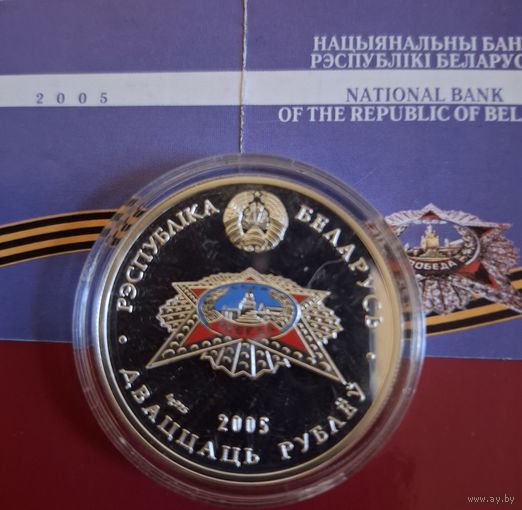 НАЦЫЯНАЛЬНЫ БАН
РЭСПУБЛІКІ БЕЛАРУС
2005
NATIONAL BANK
OF THE REPUBLIC OF BEL
РЭСПУБЛІКА БЕЛАРУСЬ
ПОБЕДА
2005
ДВАЦЦАЦЬ РУБЛЁЎ
www.ay.by